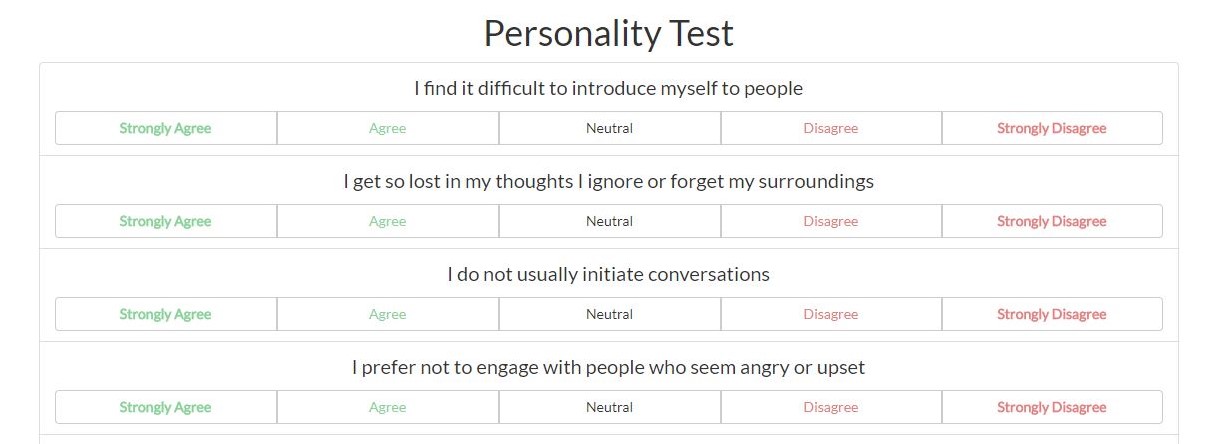 Personality Test
I find it difficult to introduce myself to people
Strongly Agree Agree Neutral Disagree Strongly Disagree
I get so lost in my thoughts I ignore or forget my surroundings
Strongly Agree Agree Neutral Disagree Strongly Disagree
I do not usually initiate conversations
Strongly Agree Agree Neutral Disagree Strongly Disagree
I prefer not to engage with people who seem angry or upset
Strongly Agree Agree Neutral Disagree Strongly Disagree